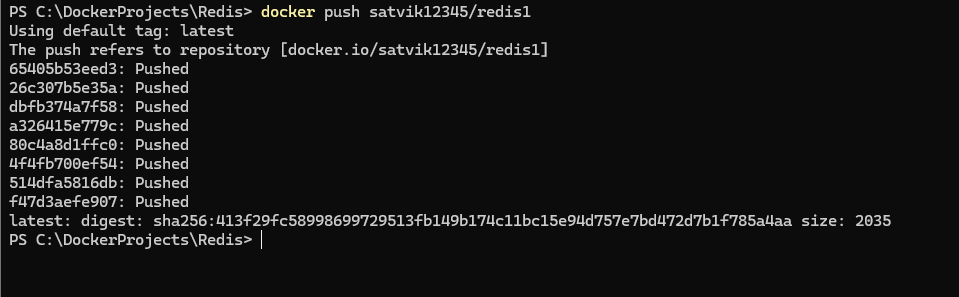 PS C:\DockerProjects\Redis> docker push satvik12345/redis1
Using default tag: latest
The push refers to repository [docker.io/satvik12345/redis1]
65405b53eed3: Pushed
26c307b5e35a: Pushed
dbfb374a7f58: Pushed
a326415e779c: Pushed
80c4a8d1ffc0: Pushed
4f4fb700ef54: Pushed
514dfa5816db: Pushed
f47d3aefe907: Pushed
latest: digest: sha256:413f29fc58998699729513fb149b174c11bc15e94d757e7bd472d7b1f785a4aa size: 2035
PS C:\DockerProjects\Redis>